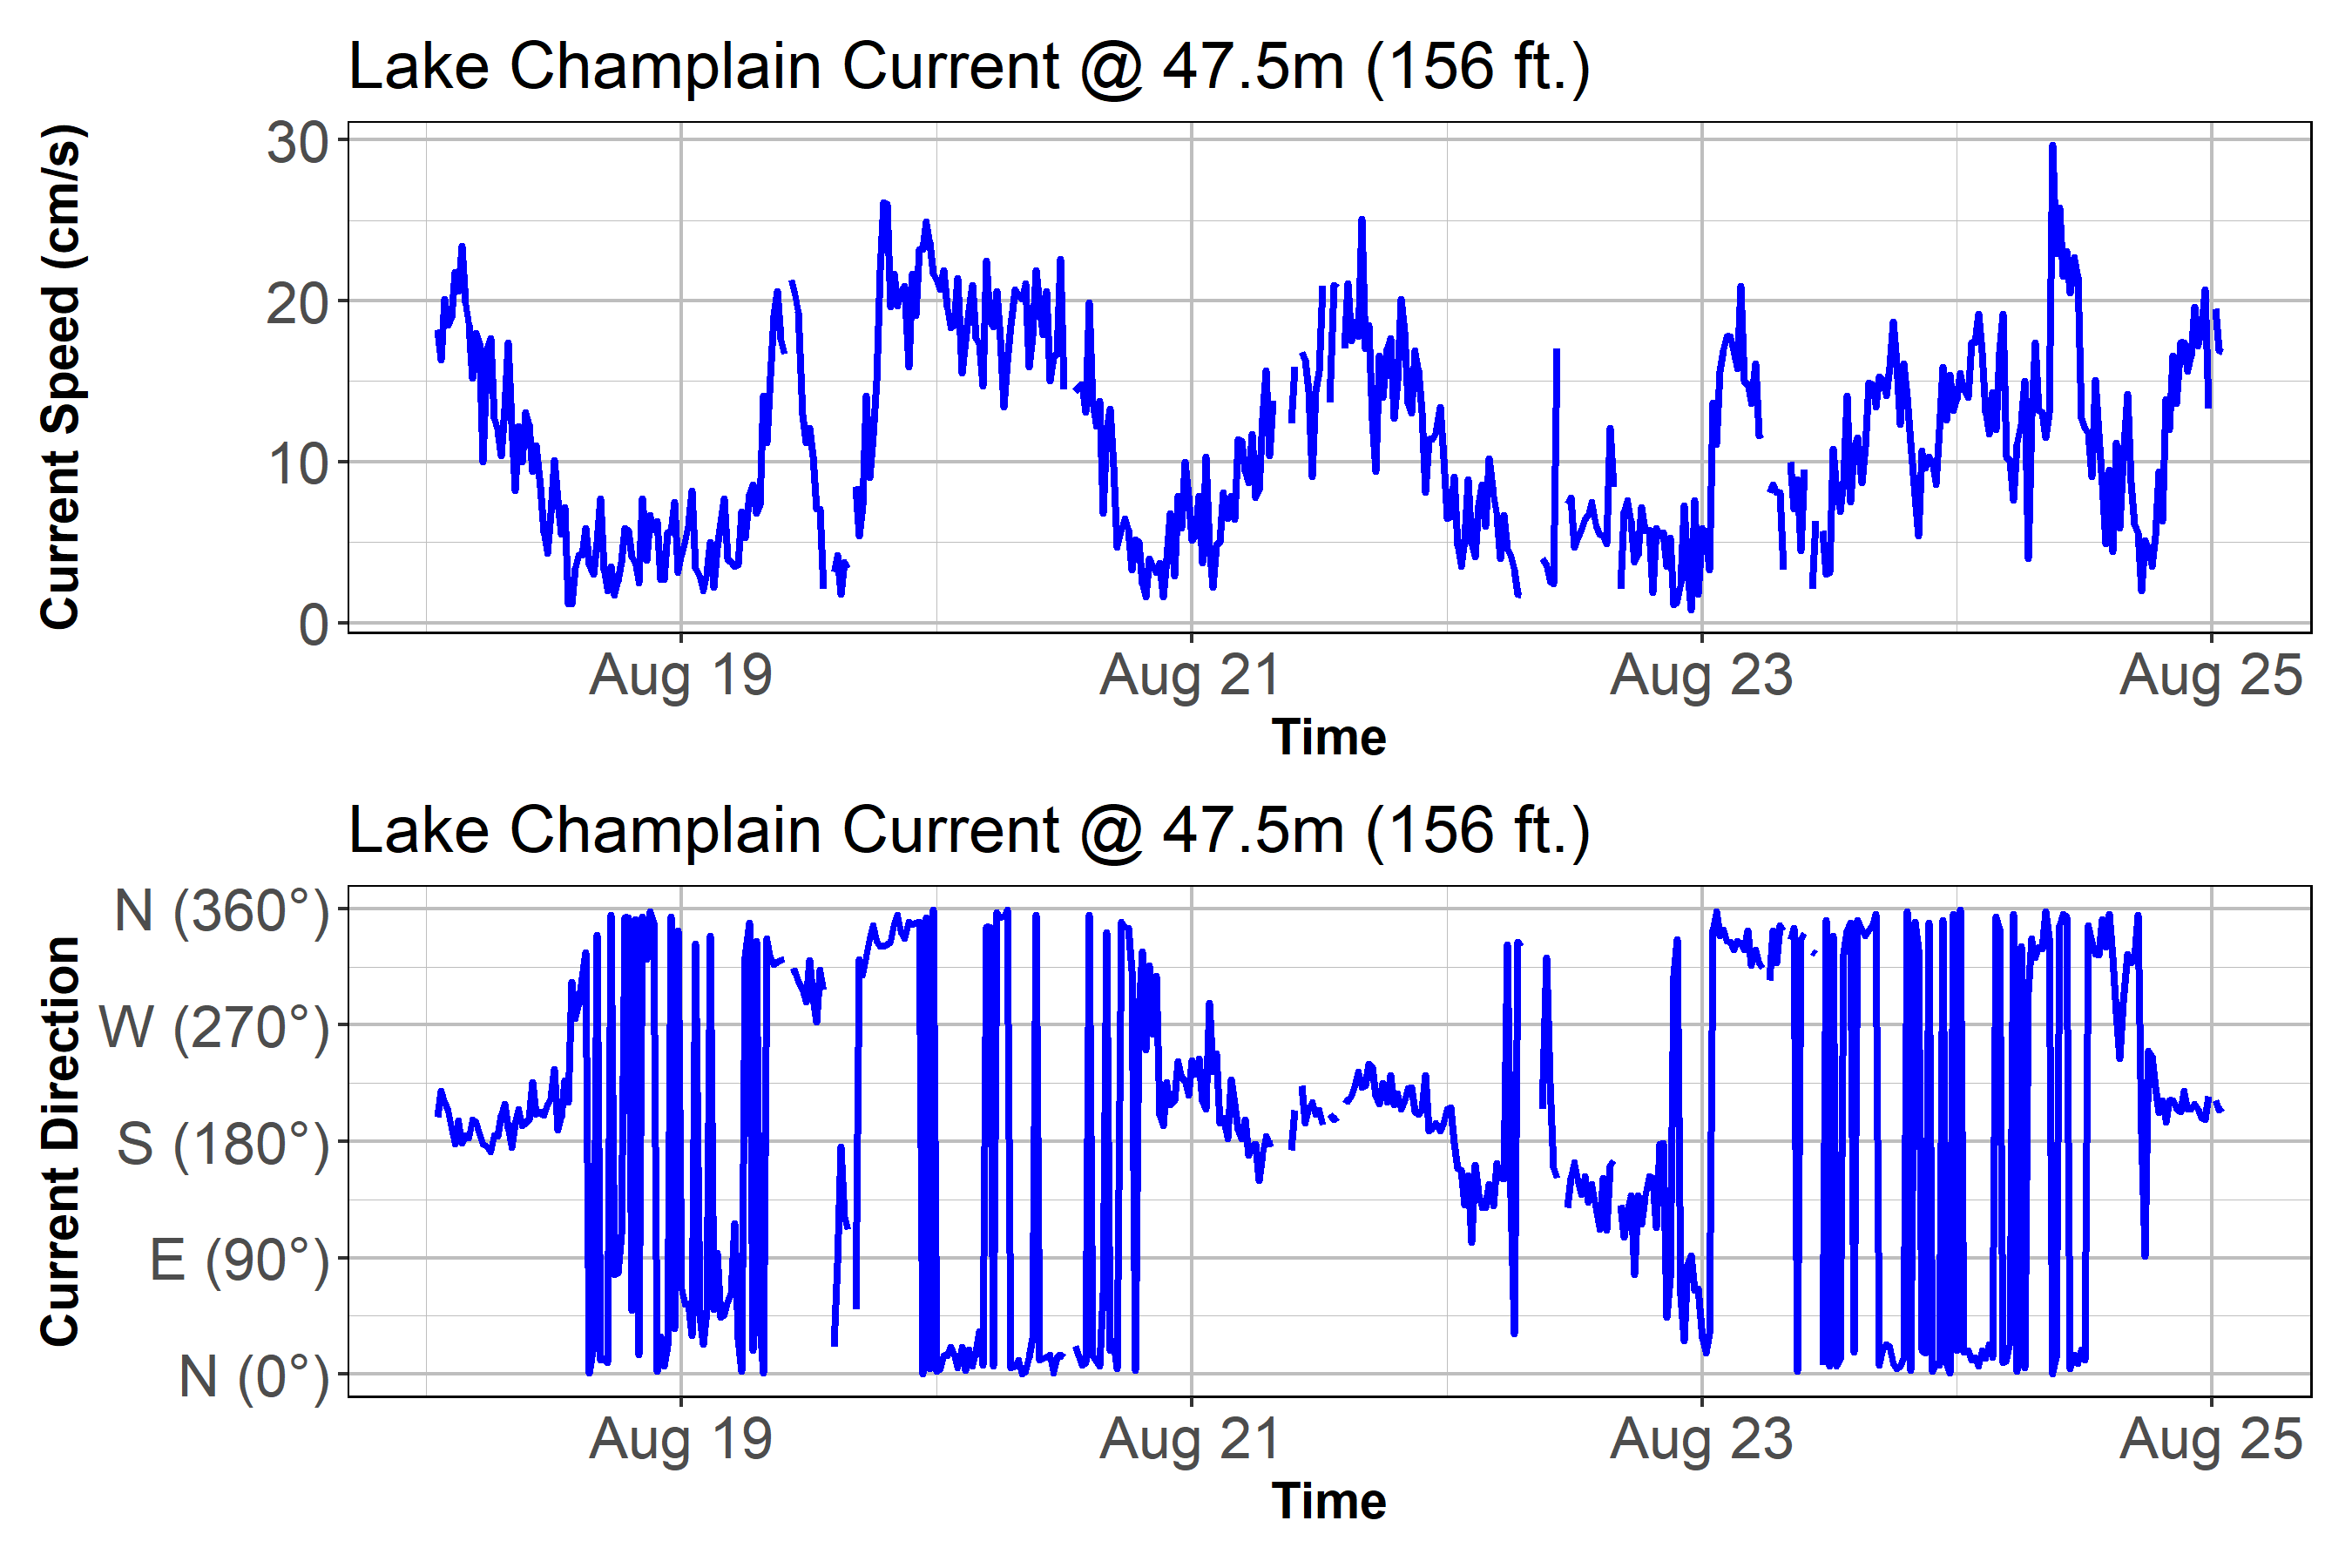 Lake Champlain Current @ 47.5m (156 ft.)
Current Speed (cm/s)
30
20
10
0
Aug 19 Aug 21 Aug 23 Aug 25
Time
Lake Champlain Current @ 47.5m (156 ft.)
Current Direction
N (360°)
W (270°)
S (180°)
E (90°)
N (0°)
Aug 19 Aug 21 Aug 23 Aug 25
Time